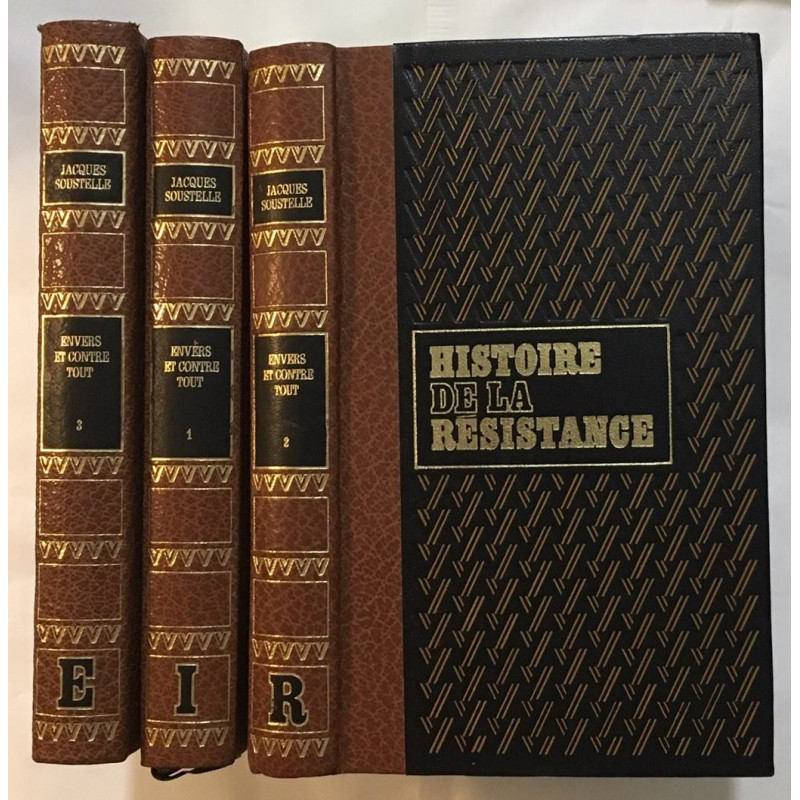 JACQUES
SOUSTELLE
ENVERS
ET CONTRE
TOUT
3
E
JACQUES
SOUSTELLE
ENVERS
ET CONTRE
TOUT
1
I
JACQUES
SOUSTELLE
ENVERS
ET CONTRE
TOUT
2
R
HISTOIRE
DE LA
RÉSISTANCE